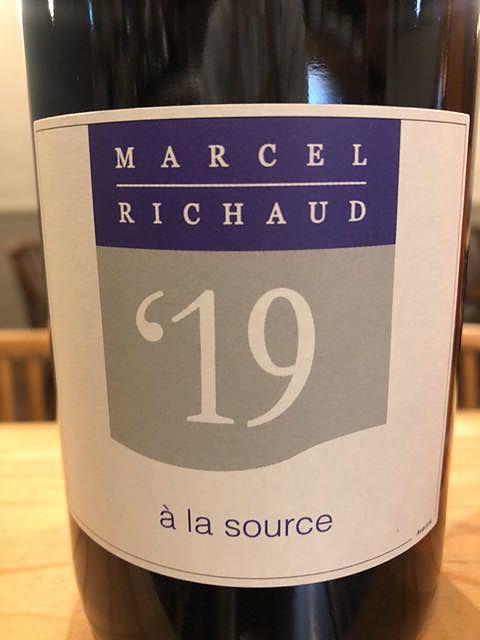 MARCEL
RICHAUD
‘19
à la source